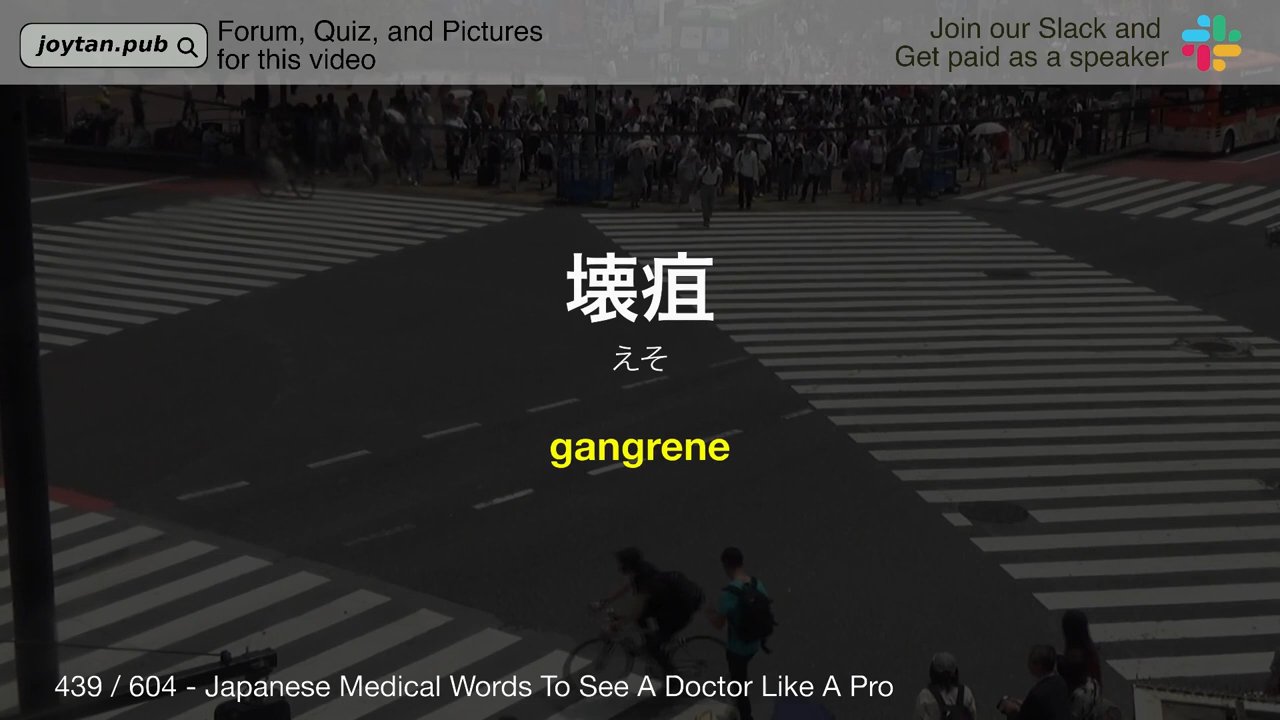 joytan.pub
Forum, Quiz, and Pictures
for this video
Join our Slack and
Get paid as a speaker
壊疽
えそ
gangrene
439 / 604 - Japanese Medical Words To See A Doctor Like A Pro